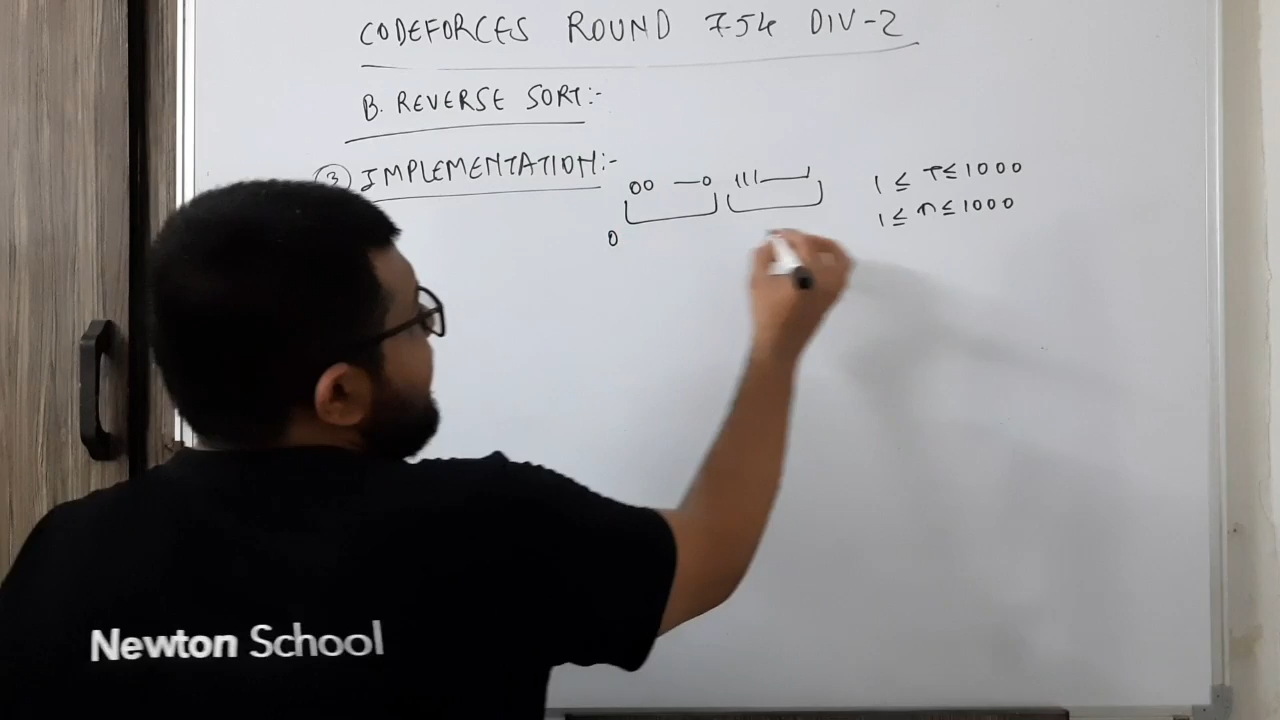 CODEFORCES ROUND 754 DIV-2
B. REVERSE SORT:-
③ IMPLEMENTATION:-
00 —0 111—
0
1 ≤ T ≤ 1000
1 ≤ n ≤ 1000
Newton School